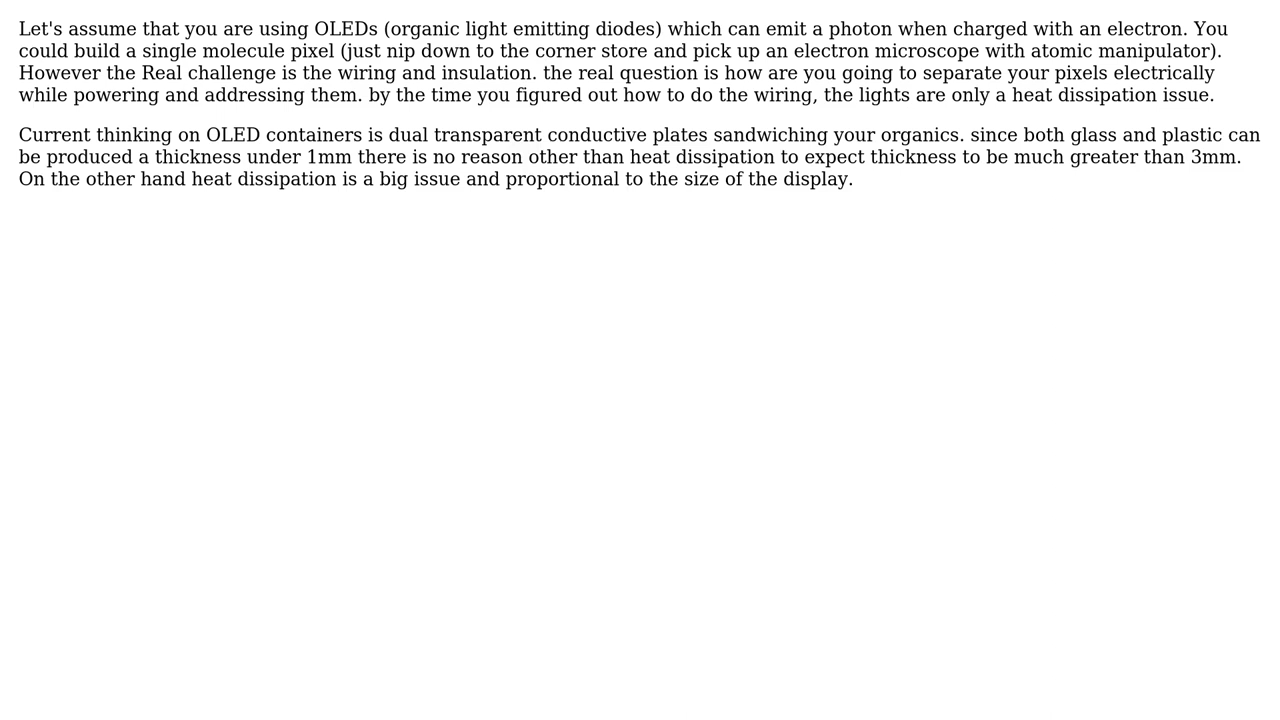 Let's assume that you are using OLEDs (organic light emitting diodes) which can emit a photon when charged with an electron. You
could build a single molecule pixel (just nip down to the corner store and pick up an electron microscope with atomic manipulator).
However the Real challenge is the wiring and insulation. the real question is how are you going to separate your pixels electrically
while powering and addressing them. by the time you figured out how to do the wiring, the lights are only a heat dissipation issue.
Current thinking on OLED containers is dual transparent conductive plates sandwiching your organics. since both glass and plastic can
be produced a thickness under 1mm there is no reason other than heat dissipation to expect thickness to be much greater than 3mm.
On the other hand heat dissipation is a big issue and proportional to the size of the display.